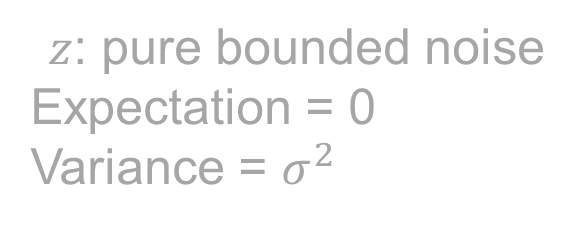 z: pure bounded noise
Expectation = 0
Variance = σ²